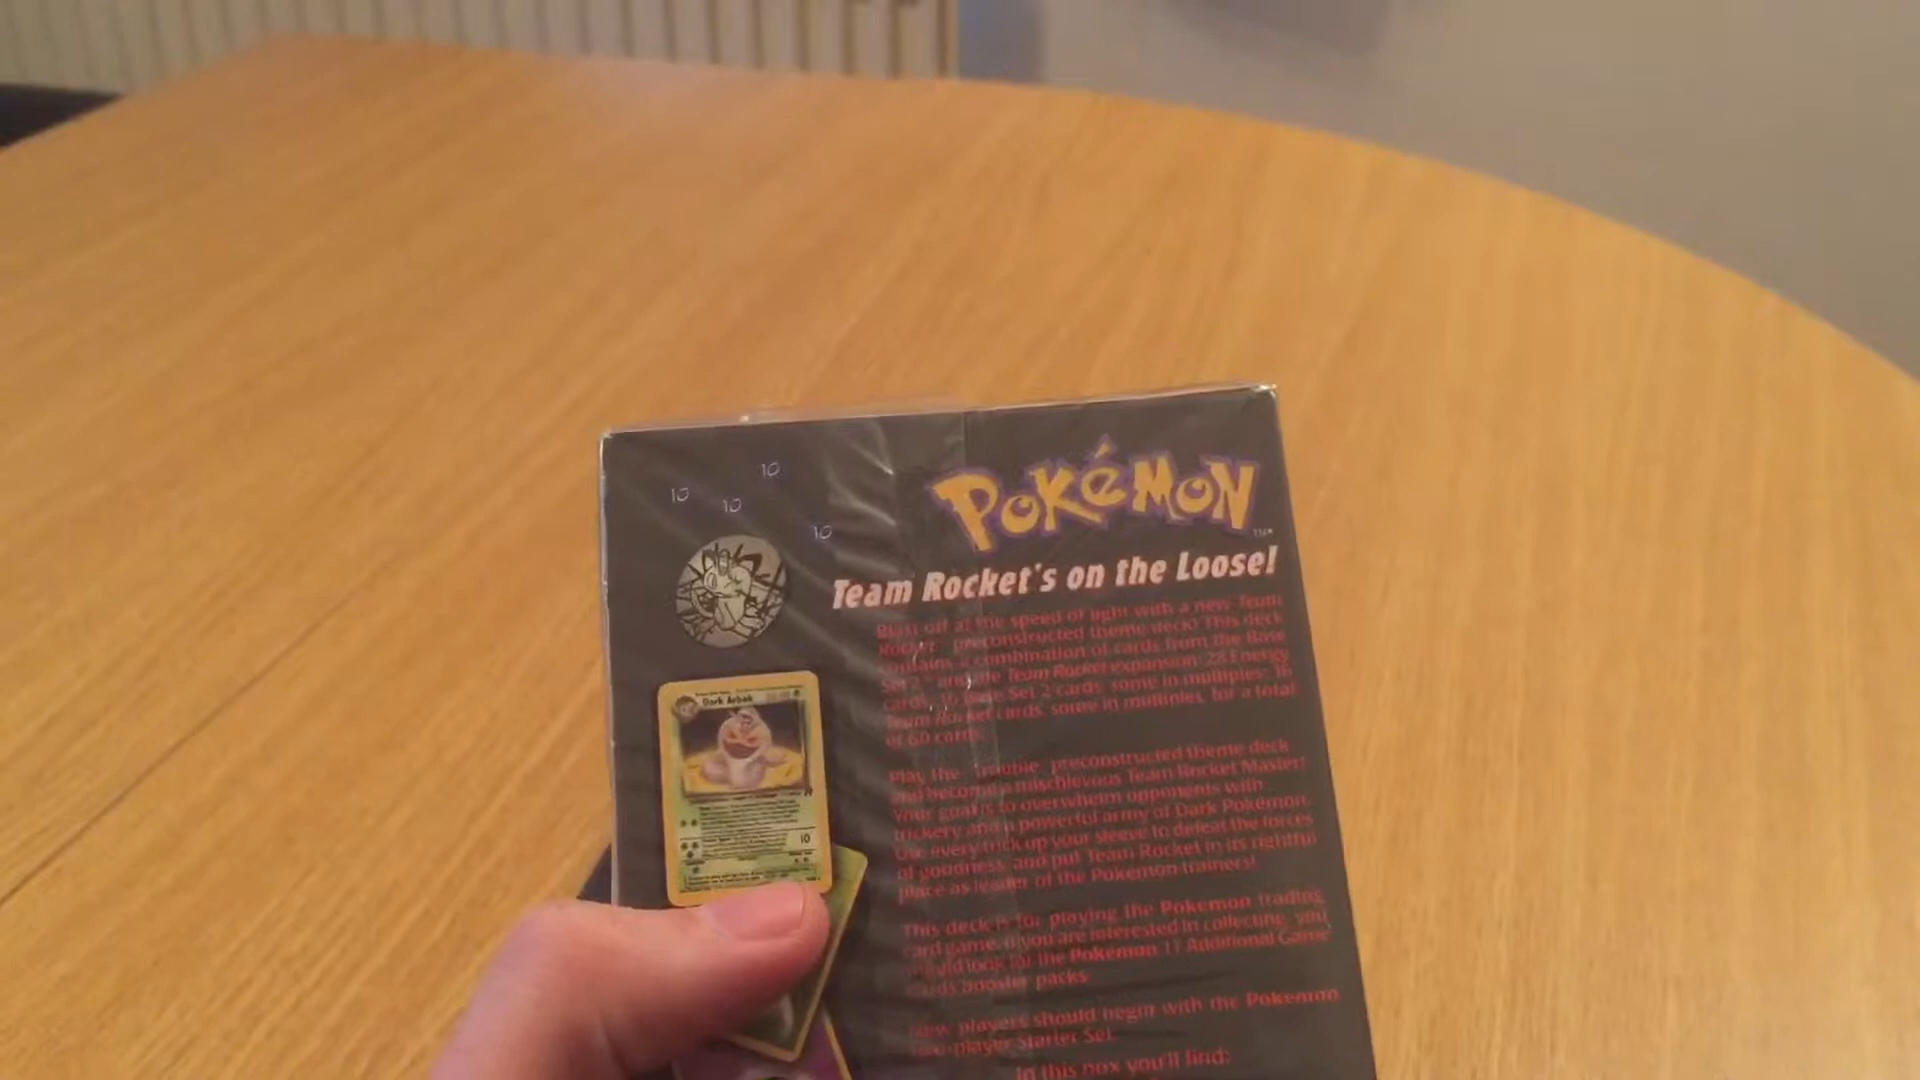 10
10
10
10
POKéMON
Team Rocket's on the Loose!
Blast off at the speed of light with a new Team
Rocket preconstructed theme deck! This deck
contains a combination of cards from the Base
Set 2 and the Team Rocket expansion: 28 Energy
cards, 16 Base Set 2 cards, some in multiples; 16
Team Rocket cards, some in multiples, for a total
of 60 cards.
Play the Trouble preconstructed theme deck
and become a mischievous Team Rocket Master!
Your goal is to overwhelm opponents with
trickery and a powerful army of Dark Pokémon.
Use every trick up your sleeve to defeat the forces
of goodness, and put Team Rocket in its rightful
place as leader of the Pokémon trainers!
This deck is for playing the Pokémon trading
card game. If you are interested in collecting, you
should look for the Pokémon 11 Additional Game
Cards booster packs
New players should begin with the Pokémon
two-player Starter Set.
In this box you'll find:
Dark Arbok
10